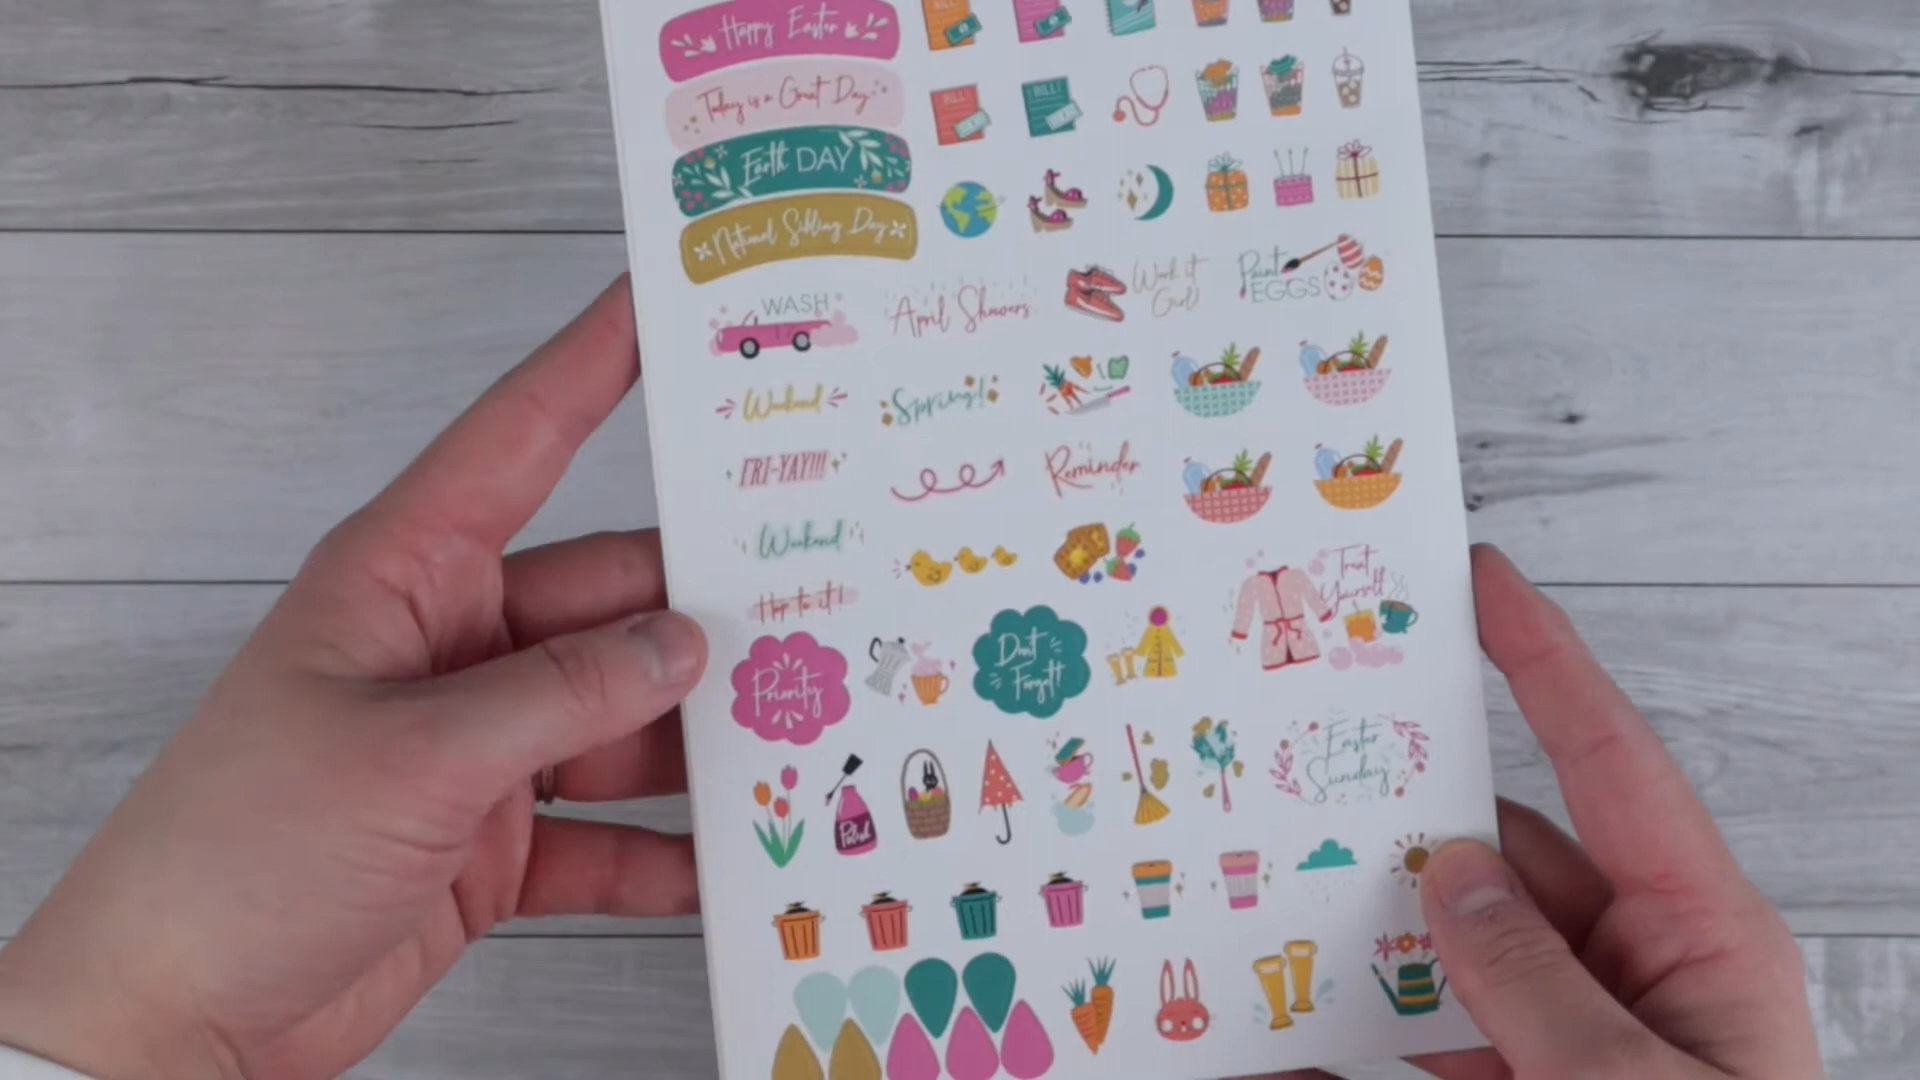 Happy Easter
Today is a Great Day
Earth DAY
National Sibling Day
BILL!
BILL!
WASH
April Showers
Work it
Girl!
Paint
EGGS
Weekend
Spring!
FRI-YAY!!!
Reminder
Weekend
Hop to it!
Treat
Yourself
Priority
Don't
Forget!
Polish
Easter
Sunday